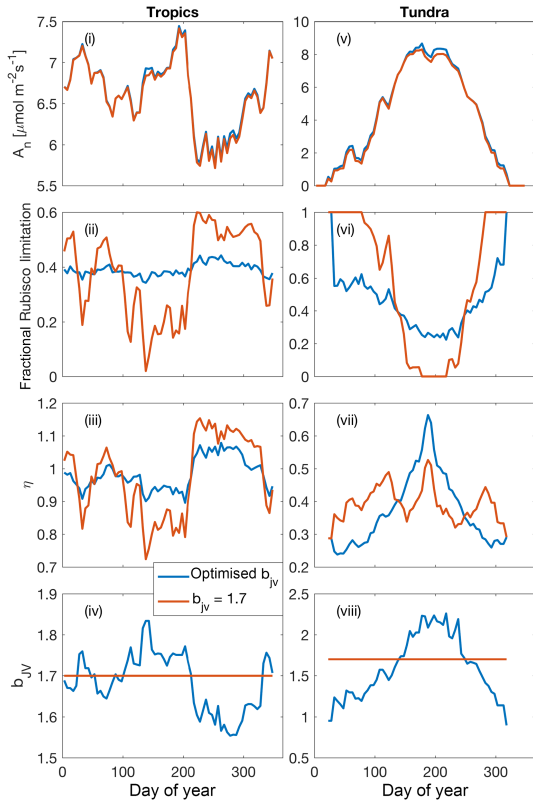 Tropics
Tundra
A_n [μmol m⁻²s⁻¹]
7.5
7
6.5
6
5.5
(i)
10
8
6
4
2
0
(v)
Fractional Rubisco limitation
0.6
0.4
0.2
0
(ii)
1
0.8
0.6
0.4
0.2
0
(vi)
η
1.2
1.1
1
0.9
0.8
0.7
(iii)
0.7
0.6
0.5
0.4
0.3
0.2
(vii)
Optimised b_jv
b_jv = 1.7
b_JV
1.9
1.8
1.7
1.6
1.5
(iv)
0 100 200 300
Day of year
2.5
2
1.5
1
0.5
(viii)
0 100 200 300
Day of year